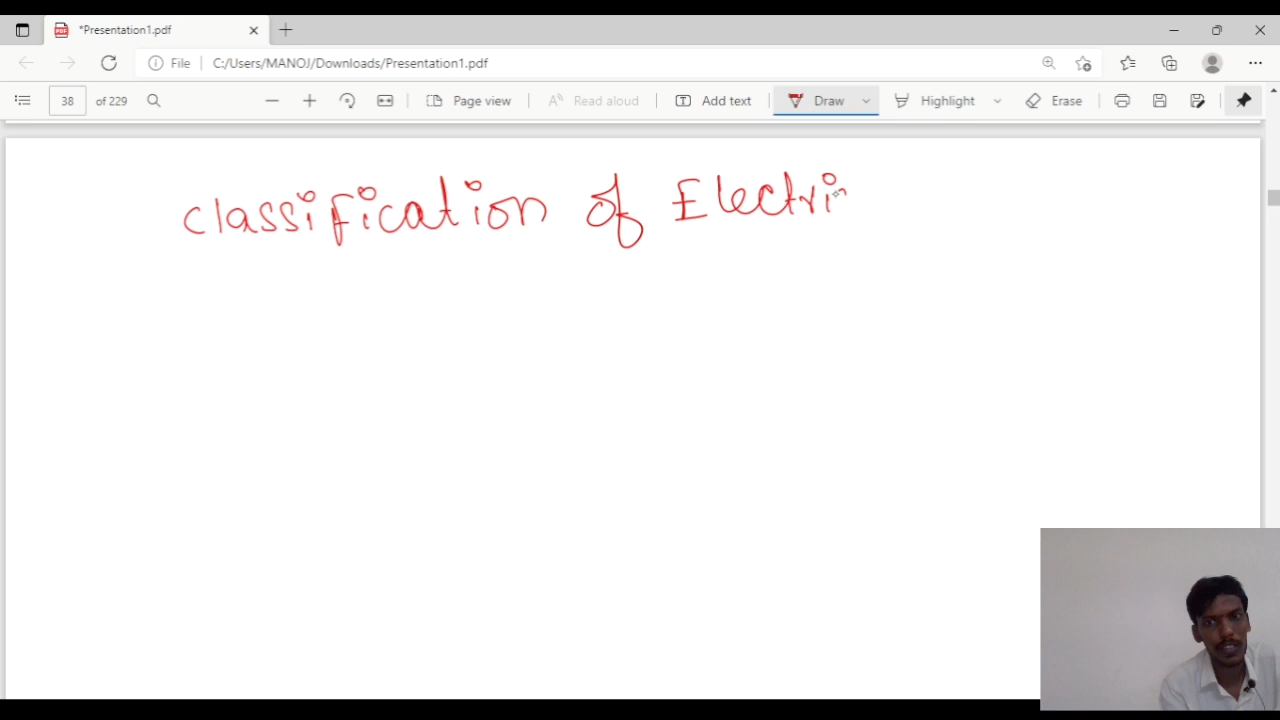 *Presentation1.pdf
File C:/Users/MANOJ/Downloads/Presentation1.pdf
38 of 229 Page view Read aloud Add text Draw Highlight Erase
Classification of Electri